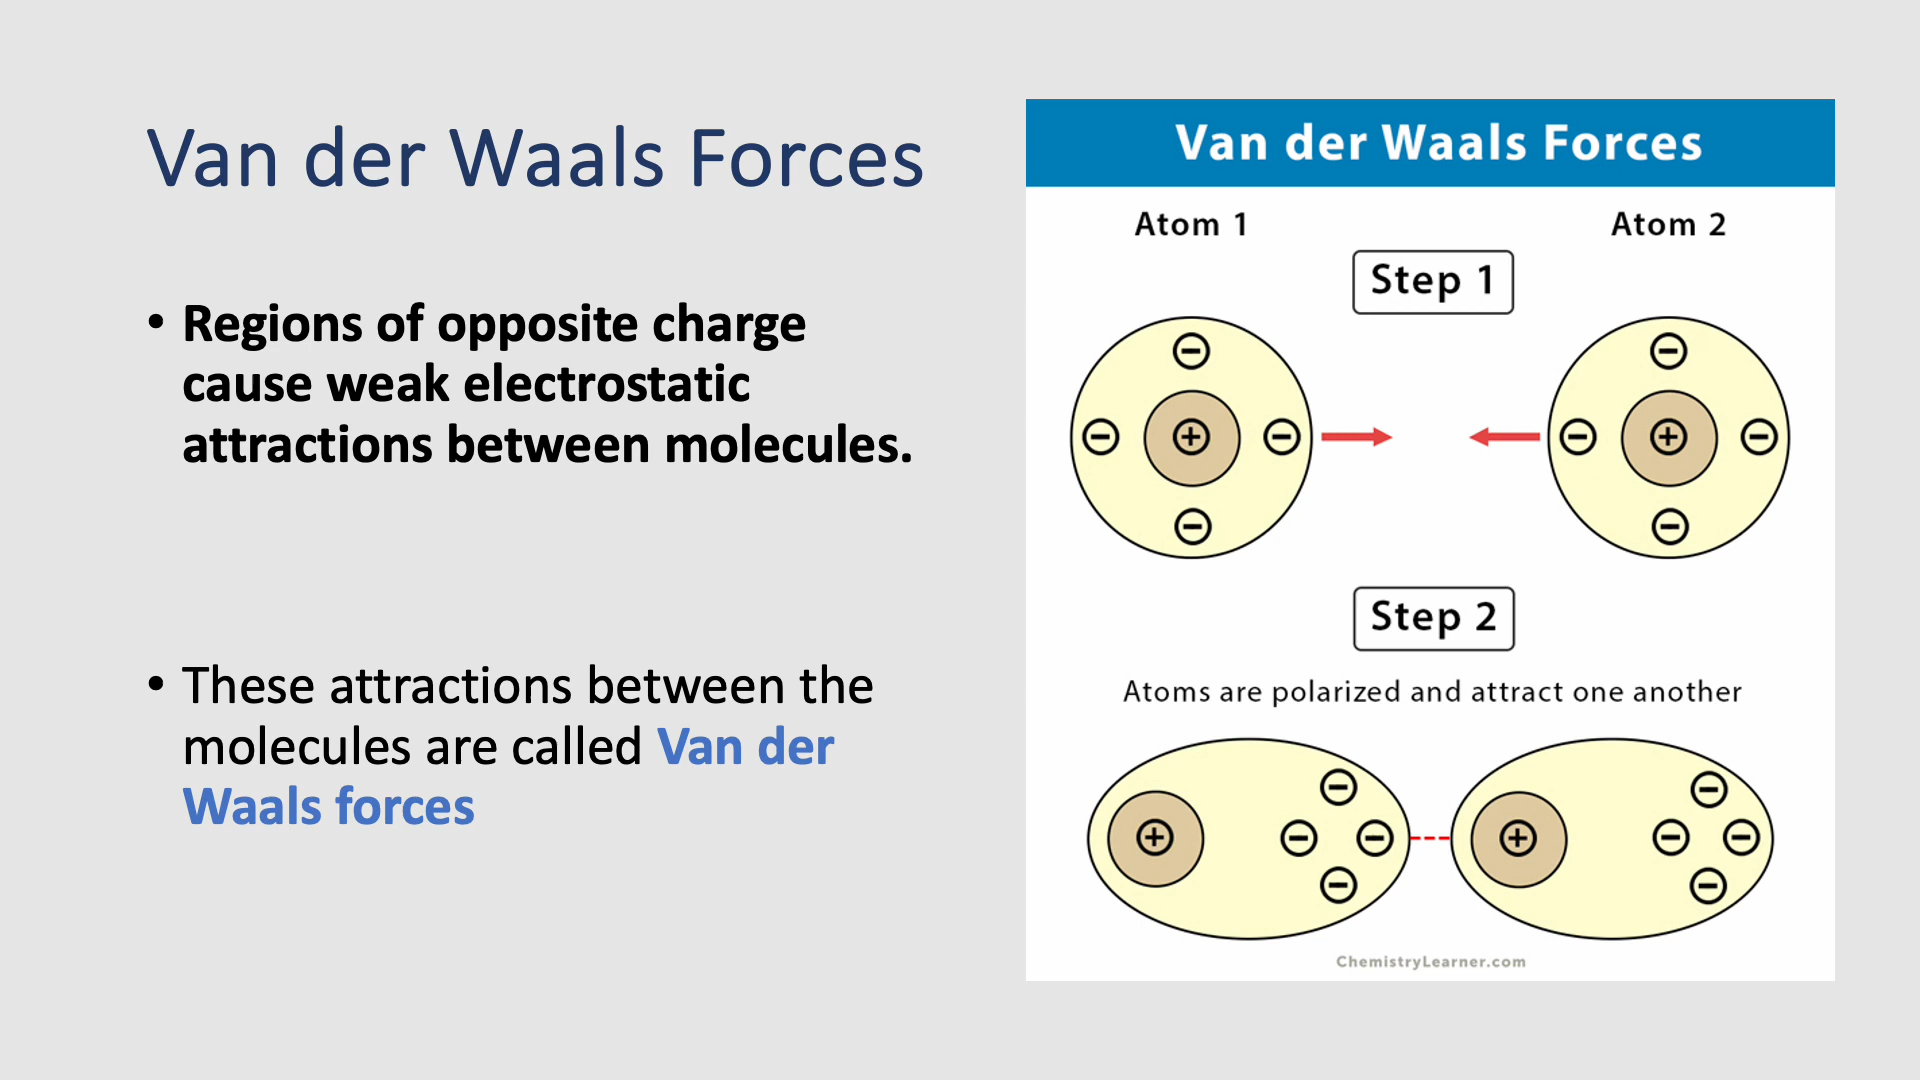 Van der Waals Forces
• Regions of opposite charge
cause weak electrostatic
attractions between molecules.
• These attractions between the
molecules are called Van der
Waals forces
Van der Waals Forces
Atom 1
Atom 2
Step 1
−
−
− + −
− + −
−
−
Step 2
Atoms are polarized and attract one another
−
−
+ − −
+ − −
−
−
ChemistryLearner.com